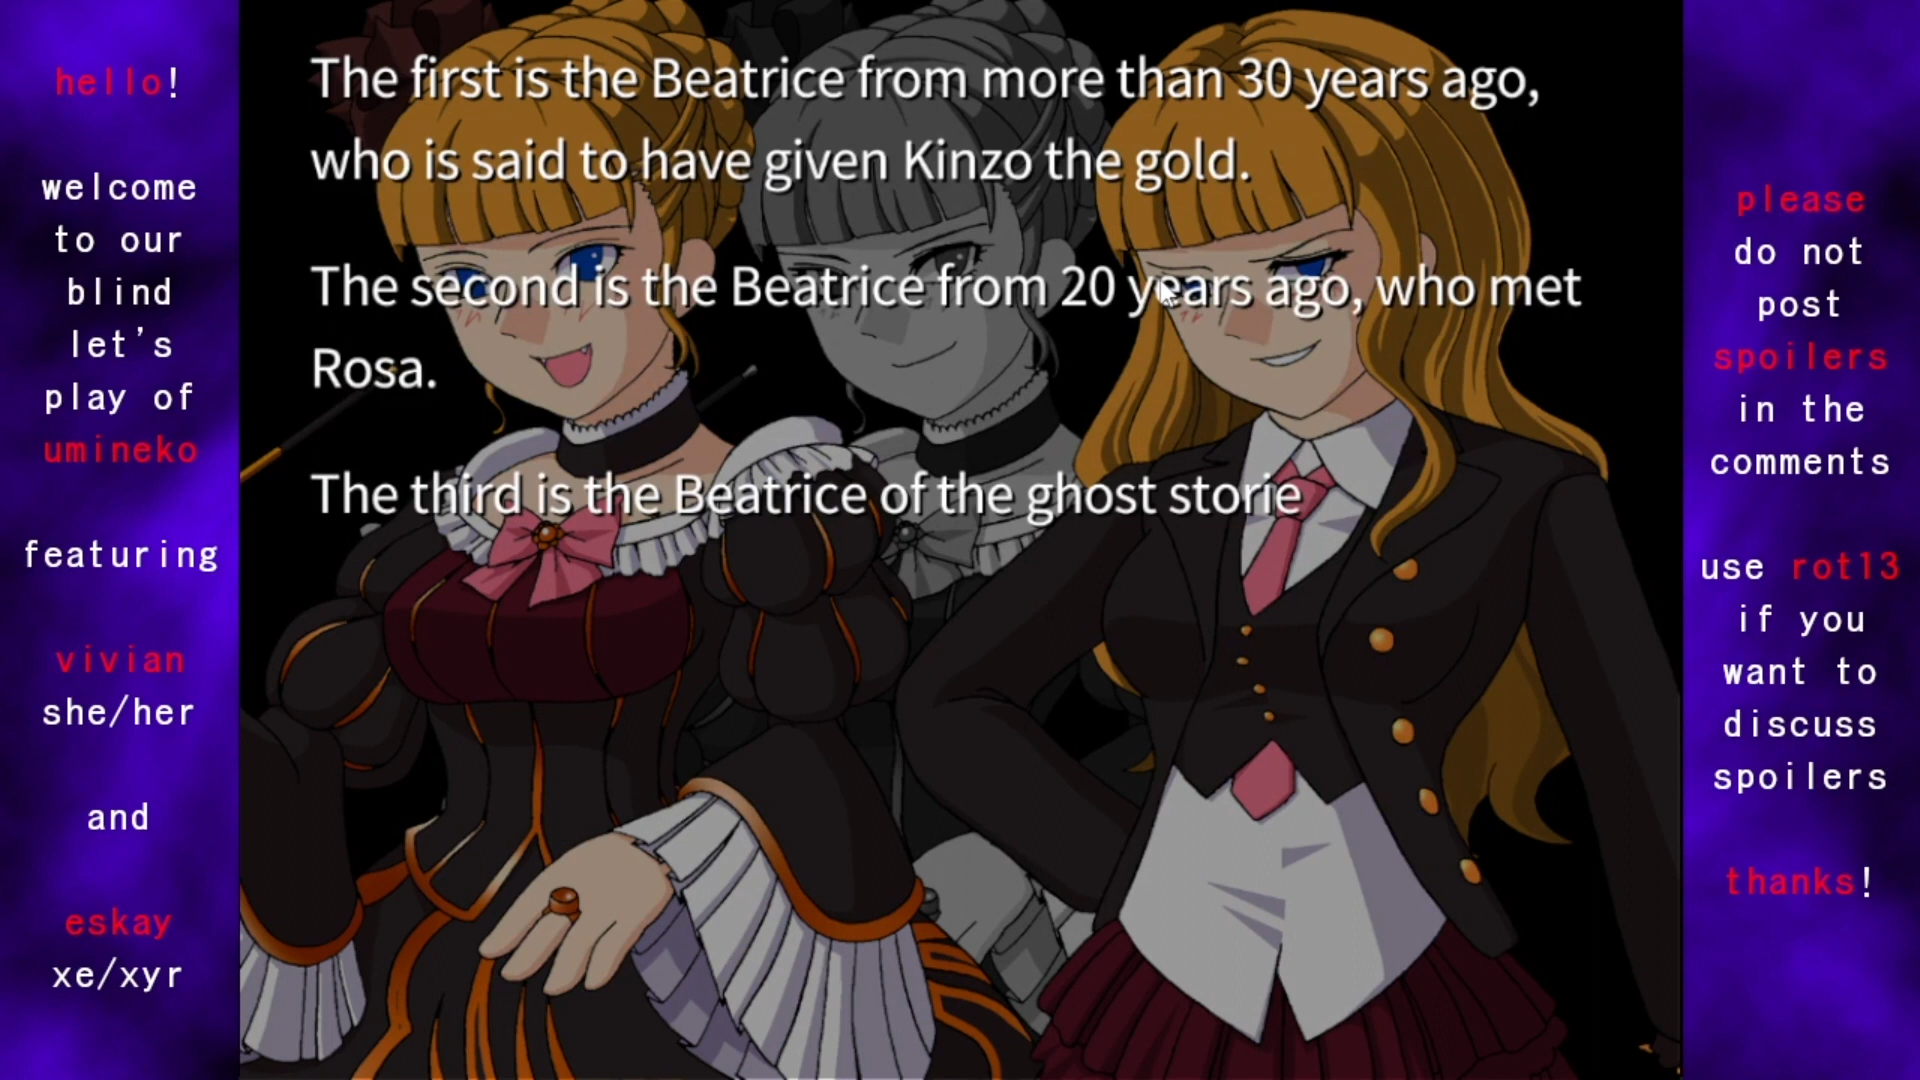 hello!
welcome
to our
blind
let's
play of
umineko
featuring
vivian
she/her
and
eskay
xe/xyr
The first is the Beatrice from more than 30 years ago,
who is said to have given Kinzo the gold.
The second is the Beatrice from 20 years ago, who met
Rosa.
The third is the Beatrice of the ghost storie
please
do not
post
spoilers
in the
comments
use rot13
if you
want to
discuss
spoilers
thanks!